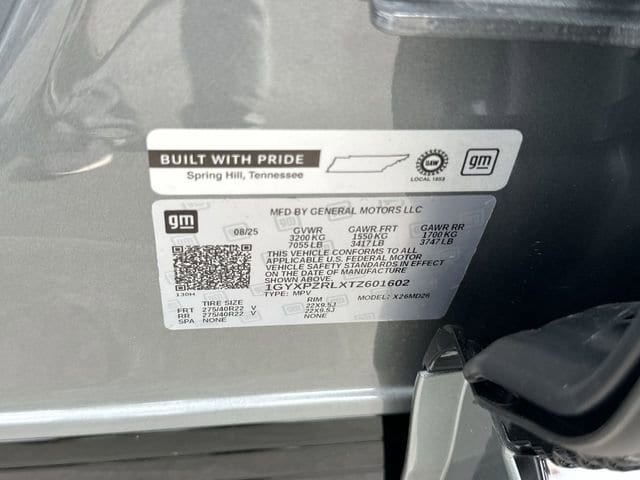 BUILT WITH PRIDE
Spring Hill, Tennessee
UAW
LOCAL 1853
gm
gm
MFD BY GENERAL MOTORS LLC
08/25 GVWR GAWR FRT GAWR RR
3200 KG 1550 KG 1700 KG
7055 LB 3417 LB 3747 LB
THIS VEHICLE CONFORMS TO ALL
APPLICABLE U.S. FEDERAL MOTOR
VEHICLE SAFETY STANDARDS IN EFFECT
ON THE DATE OF MANUFACTURE
SHOWN ABOVE.
1GYXPZRLXTZ601602
TYPE: MPV MODEL: X26MD26
130H
TIRE SIZE RIM
FRT 275/40R22 V 22X9.5J
RR 275/40R22 V 22X9.5J
SPA NONE NONE